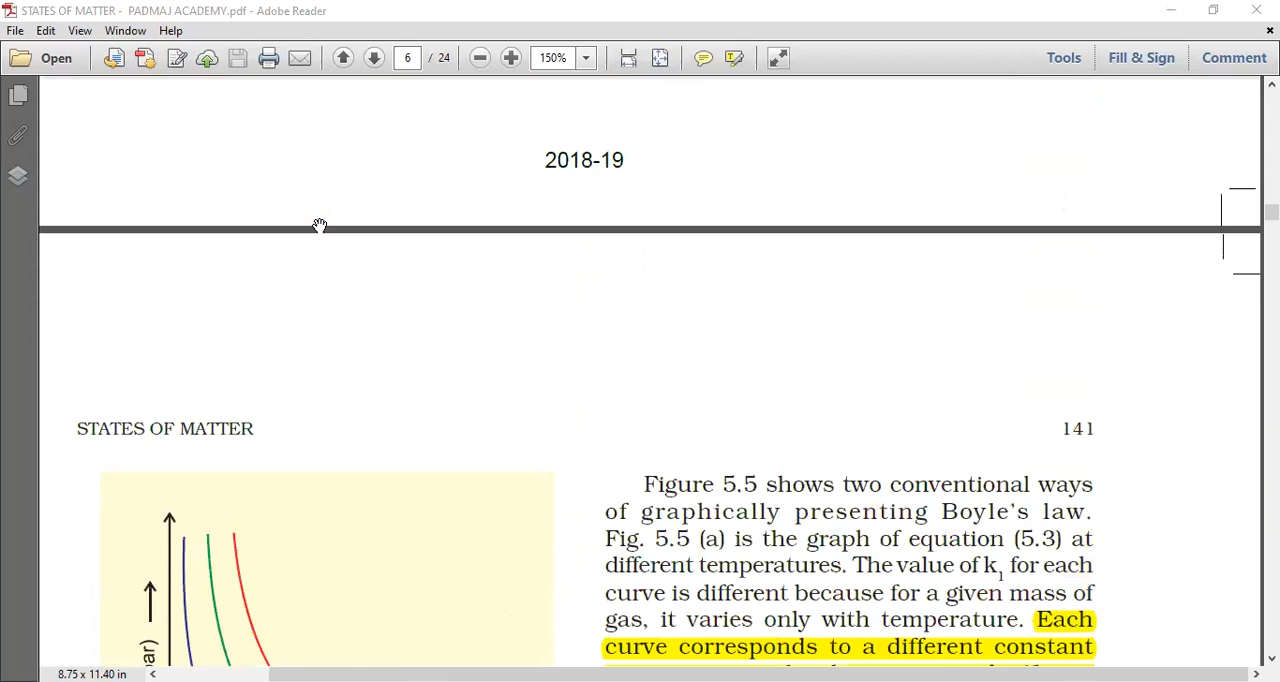 STATES OF MATTER - PADMAJ ACADEMY.pdf - Adobe Reader
File Edit View Window Help
Open 6 / 24 150% Tools Fill & Sign Comment
2018-19
STATES OF MATTER 141
Figure 5.5 shows two conventional ways
of graphically presenting Boyle's law.
Fig. 5.5 (a) is the graph of equation (5.3) at
different temperatures. The value of k1 for each
curve is different because for a given mass of
gas, it varies only with temperature. Each
curve corresponds to a different constant
bar)
8.75 x 11.40 in